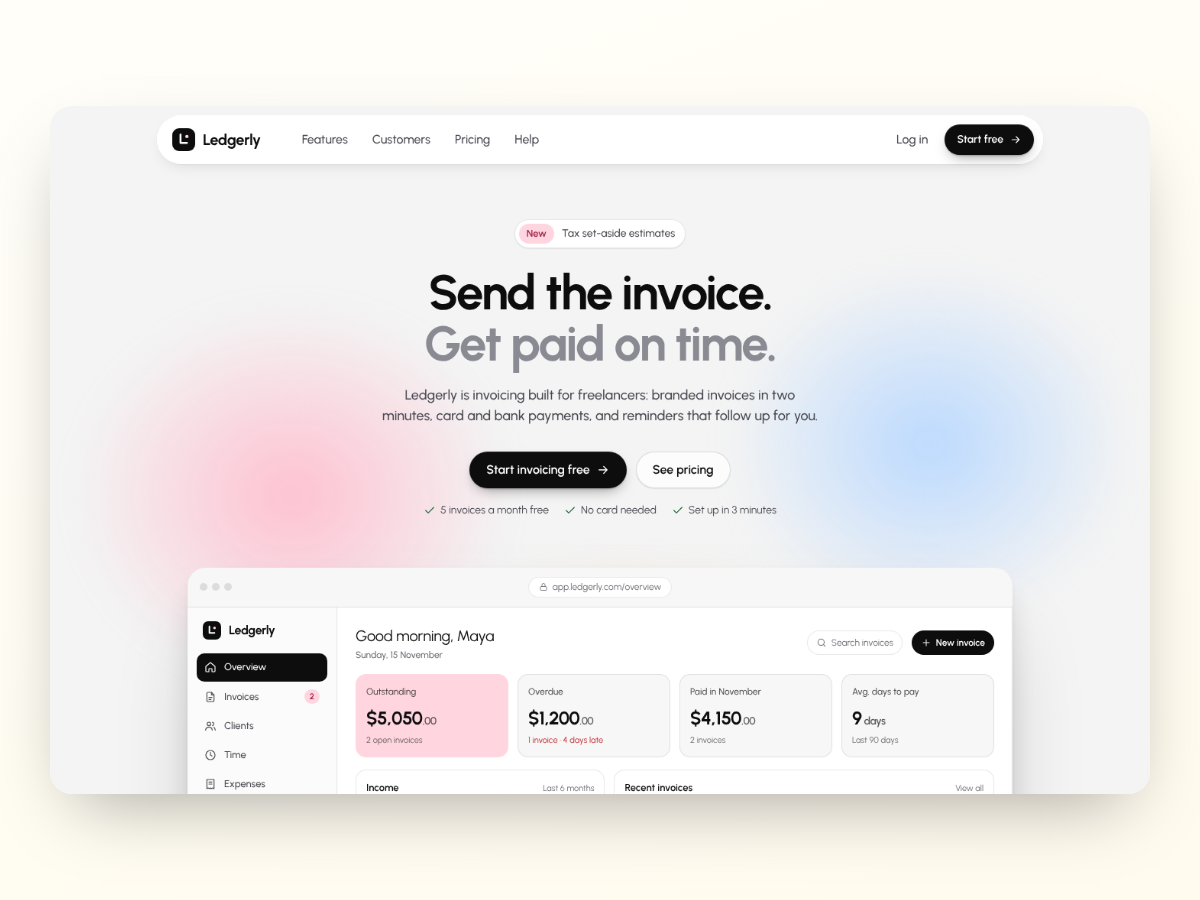 Ledgerly Features Customers Pricing Help Log in Start free
New Tax set-aside estimates
Send the invoice.
Get paid on time.
Ledgerly is invoicing built for freelancers: branded invoices in two
minutes, card and bank payments, and reminders that follow up for you.
Start invoicing free See pricing
5 invoices a month free No card needed Set up in 3 minutes
app.ledgerly.com/overview
Ledgerly
Overview
Invoices 2
Clients
Time
Expenses
Good morning, Maya
Sunday, 15 November
Search invoices New invoice
Outstanding
$5,050.00
2 open invoices
Overdue
$1,200.00
1 invoice · 4 days late
Paid in November
$4,150.00
2 invoices
Avg. days to pay
9 days
Last 90 days
Income Last 6 months
Recent invoices View all